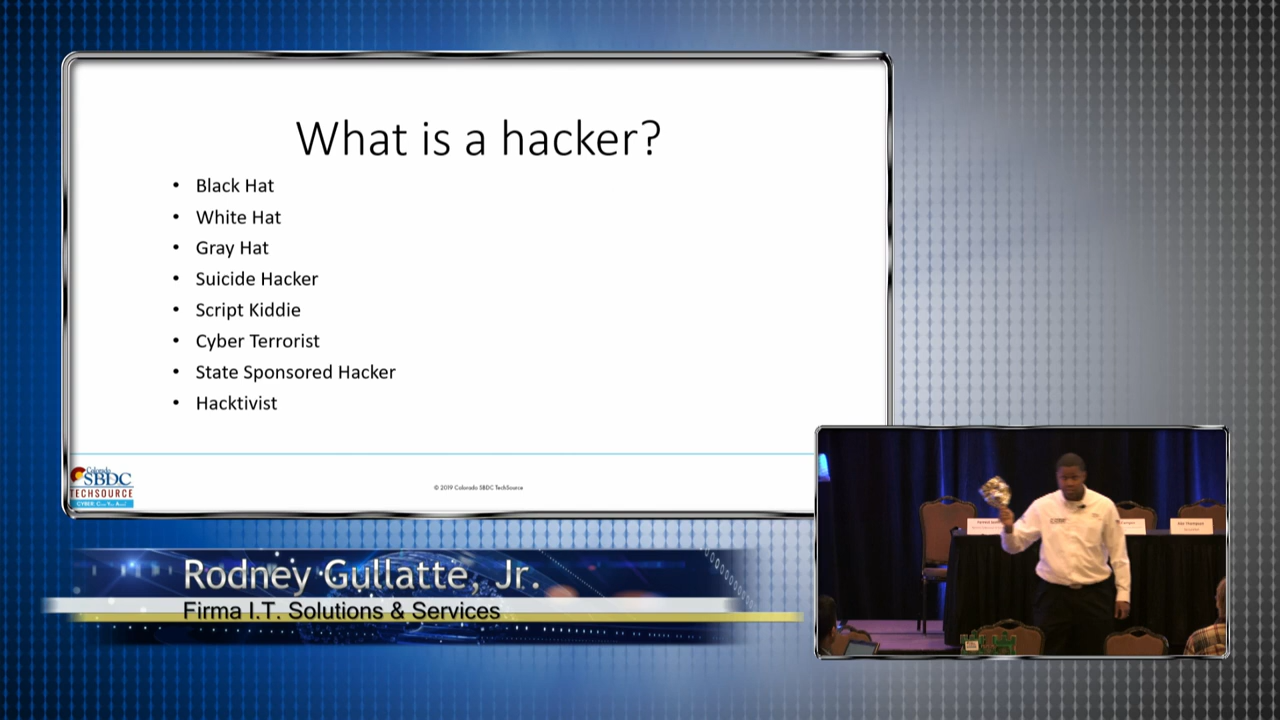 What is a hacker?
• Black Hat
• White Hat
• Gray Hat
• Suicide Hacker
• Script Kiddie
• Cyber Terrorist
• State Sponsored Hacker
• Hacktivist
Colorado
SBDC
TECHSOURCE
© 2019 Colorado SBDC TechSource
Rodney Gullatte, Jr.
Firma I.T. Solutions & Services